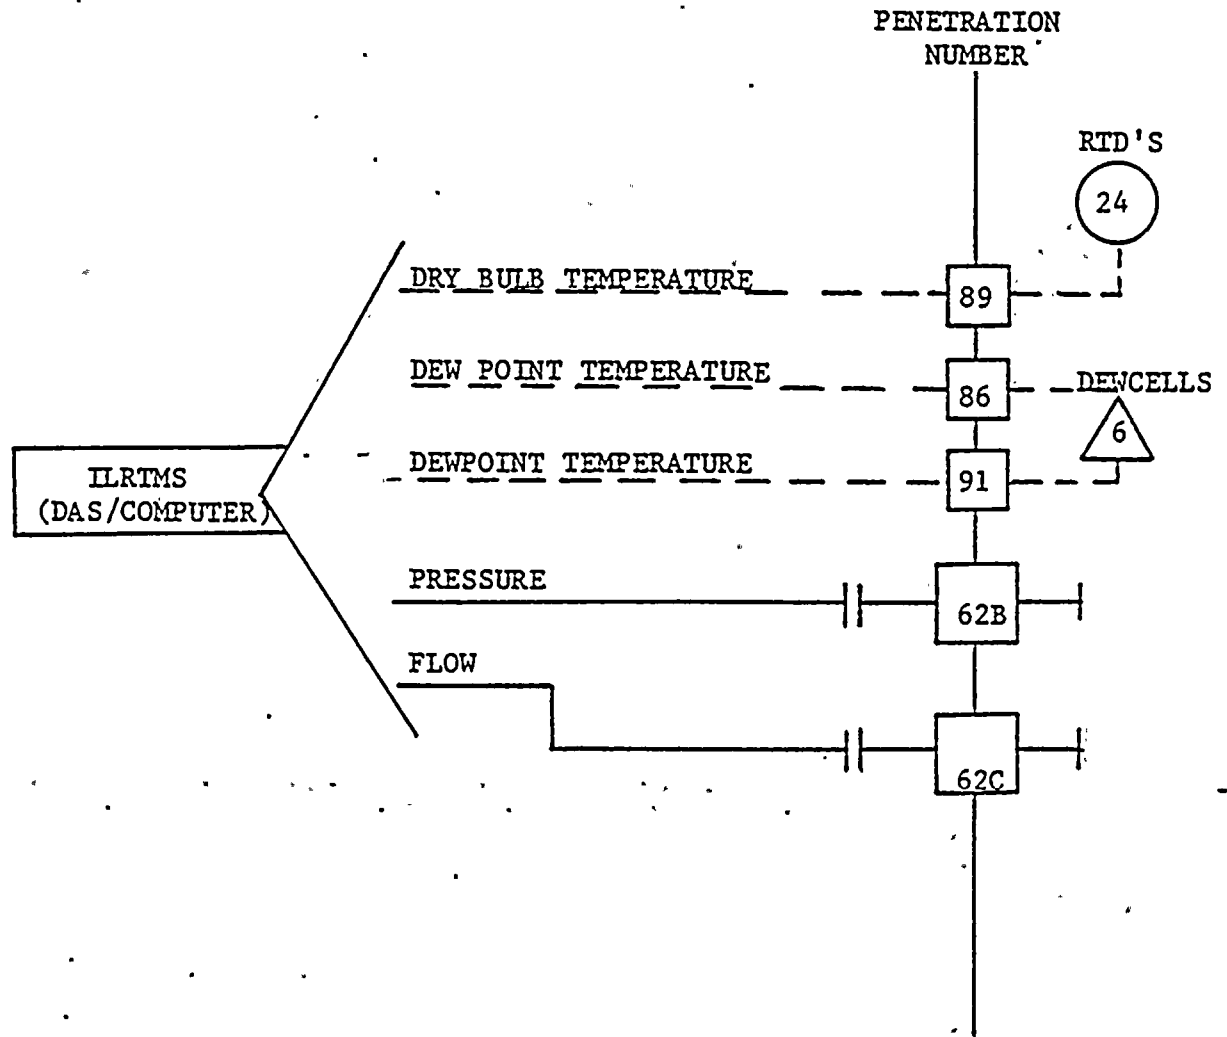 PENETRATION
NUMBER
RTD'S
24
DRY BULB TEMPERATURE
89
DEW POINT TEMPERATURE
86
DEWCELLS
6
DEWPOINT TEMPERATURE
91
ILRTMS
(DAS/COMPUTER)
PRESSURE
62B
FLOW
62C